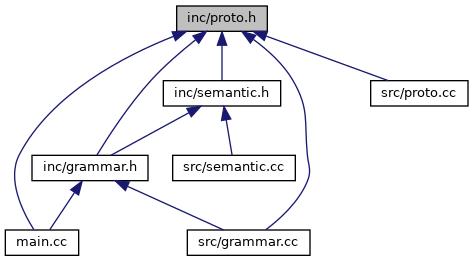 inc/proto.h
inc/semantic.h
src/proto.cc
inc/grammar.h
src/semantic.cc
main.cc
src/grammar.cc